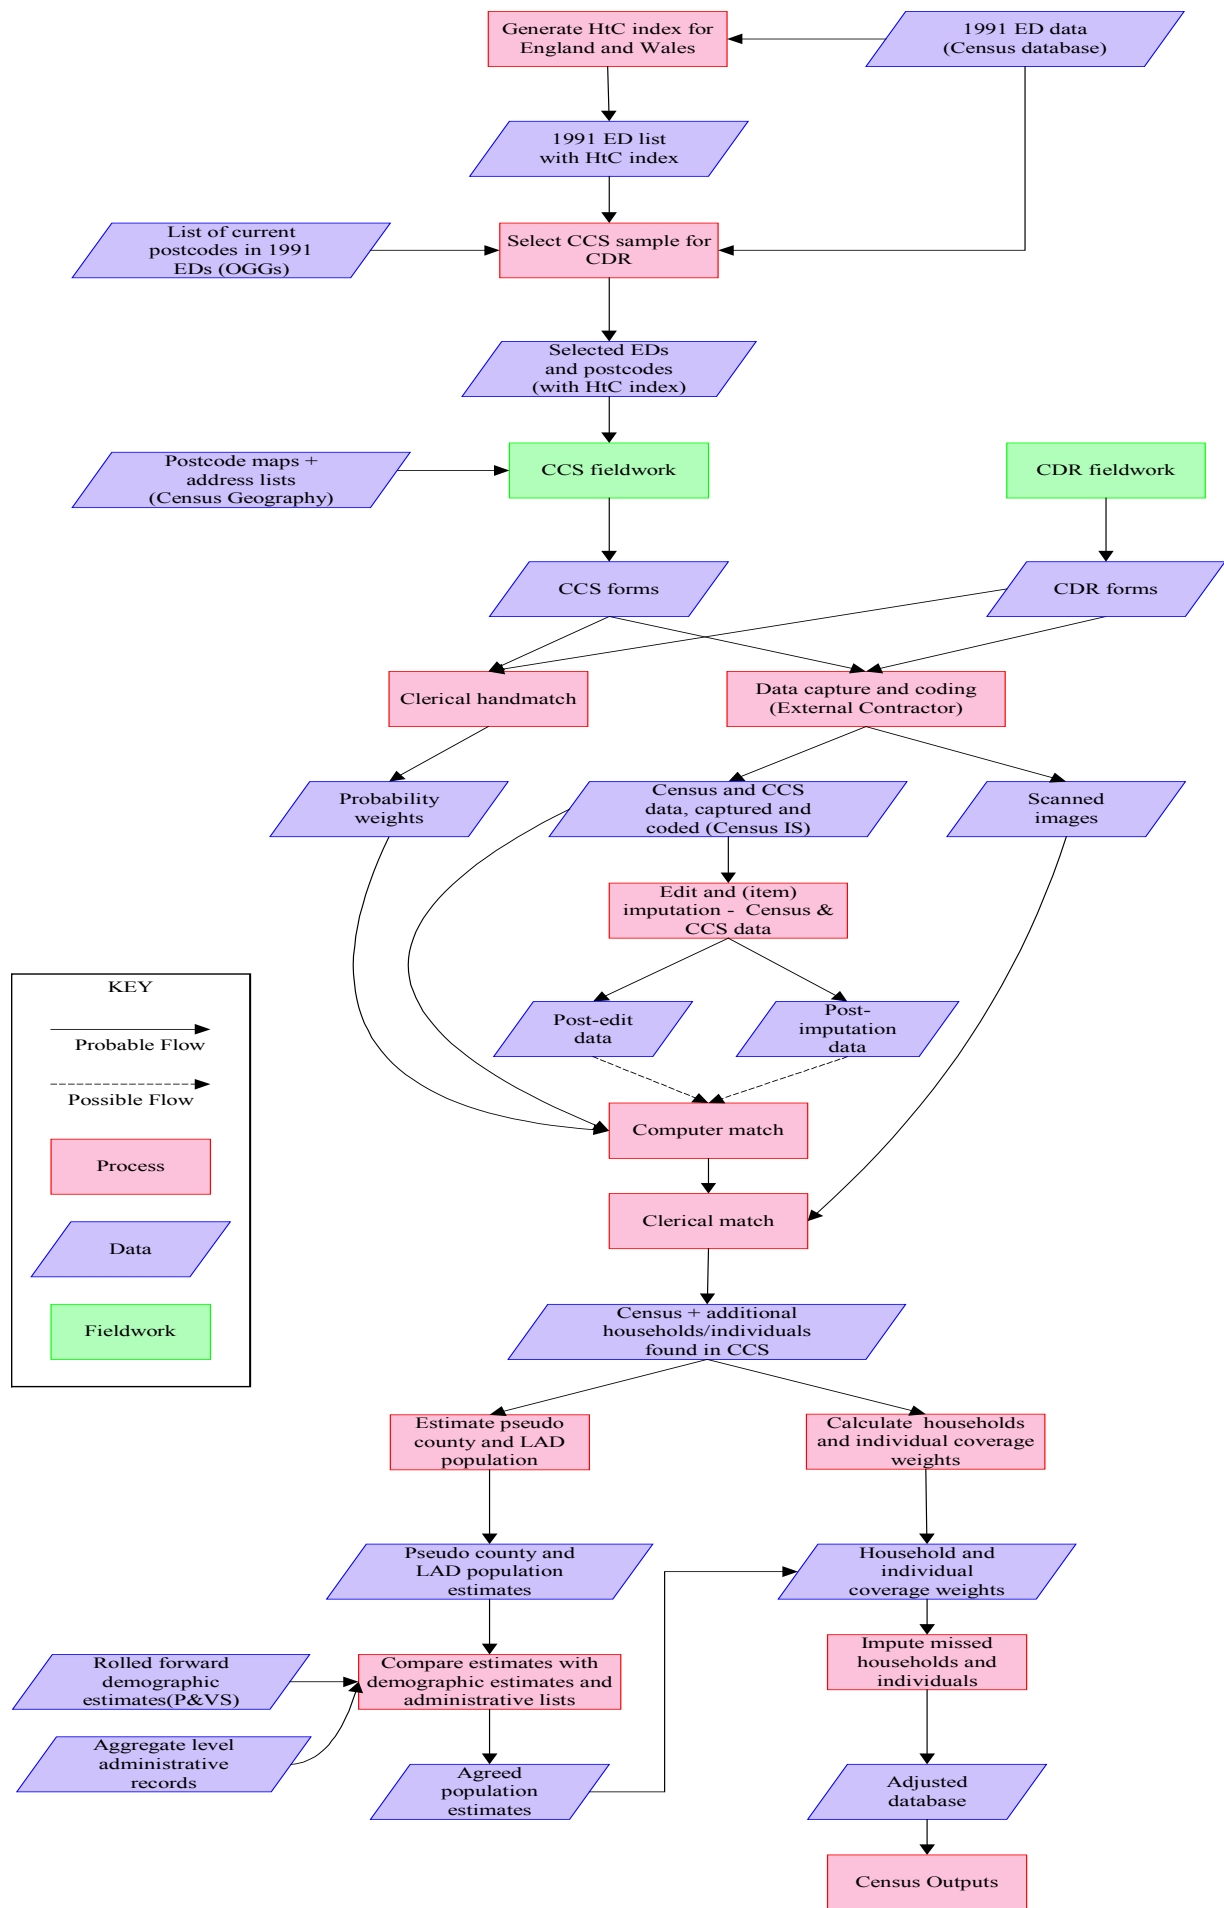 Generate HtC index for
England and Wales
1991 ED data
(Census database)
1991 ED list
with HtC index
List of current
postcodes in 1991
EDs (OGGs)
Select CCS sample for
CDR
Selected EDs
and postcodes
(with HtC index)
Postcode maps +
address lists
(Census Geography)
CCS fieldwork
CDR fieldwork
CCS forms
CDR forms
Clerical handmatch
Data capture and coding
(External Contractor)
Probability
weights
Census and CCS
data, captured and
coded (Census IS)
Scanned
images
Edit and (item)
imputation - Census &
CCS data
Post-edit
data
Post-
imputation
data
Computer match
Clerical match
KEY
Probable Flow
Possible Flow
Process
Data
Fieldwork
Census + additional
households/individuals
found in CCS
Estimate pseudo
county and LAD
population
Calculate households
and individual coverage
weights
Pseudo county and
LAD population
estimates
Household and
individual
coverage weights
Rolled forward
demographic
estimates(P&VS)
Compare estimates with
demographic estimates and
administrative lists
Impute missed
households and
individuals
Aggregate level
administrative
records
Agreed
population
estimates
Adjusted
database
Census Outputs